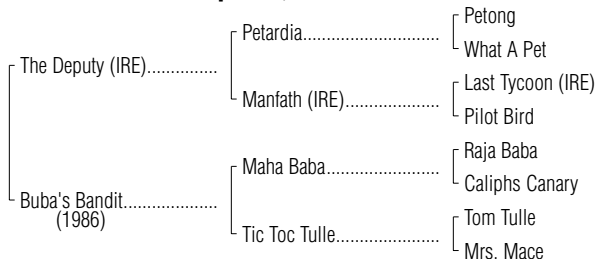 Petong
Petardia.............................
What A Pet
The Deputy (IRE)...............
Last Tycoon (IRE)
Manfath (IRE)....................
Pilot Bird
Raja Baba
Maha Baba........................
Caliphs Canary
Buba's Bandit....................
(1986)
Tom Tulle
Tic Toc Tulle......................
Mrs. Mace